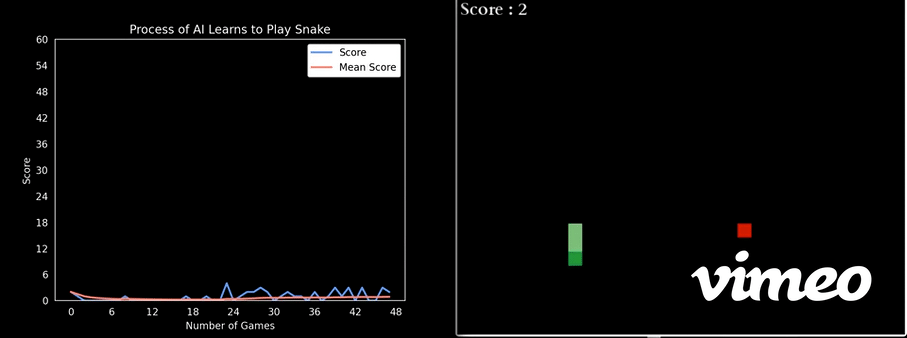 Process of AI Learns to Play Snake
60
54
48
42
36
30
24
18
12
6
0
Score
Score
Mean Score
0 6 12 18 24 30 36 42 48
Number of Games
Score : 2
vimeo